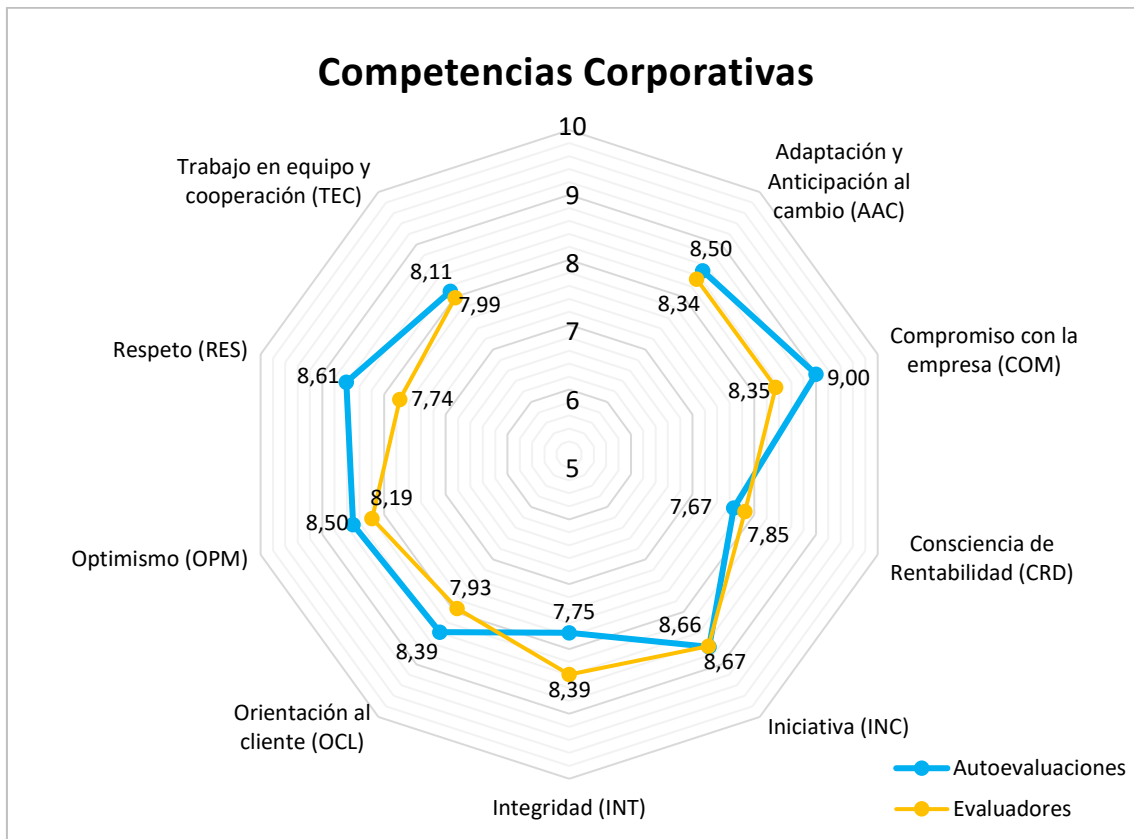 Competencias Corporativas
10
9
8
7
6
5
Adaptación y
Anticipación al
cambio (AAC)
8,50
8,34
Compromiso con la
empresa (COM)
9,00
8,35
Consciencia de
Rentabilidad (CRD)
7,67
7,85
Iniciativa (INC)
8,66
8,67
Integridad (INT)
7,75
8,39
Orientación al
cliente (OCL)
7,93
8,39
Optimismo (OPM)
8,19
8,50
Respeto (RES)
8,61
7,74
Trabajo en equipo y
cooperación (TEC)
8,11
7,99
Autoevaluaciones
Evaluadores